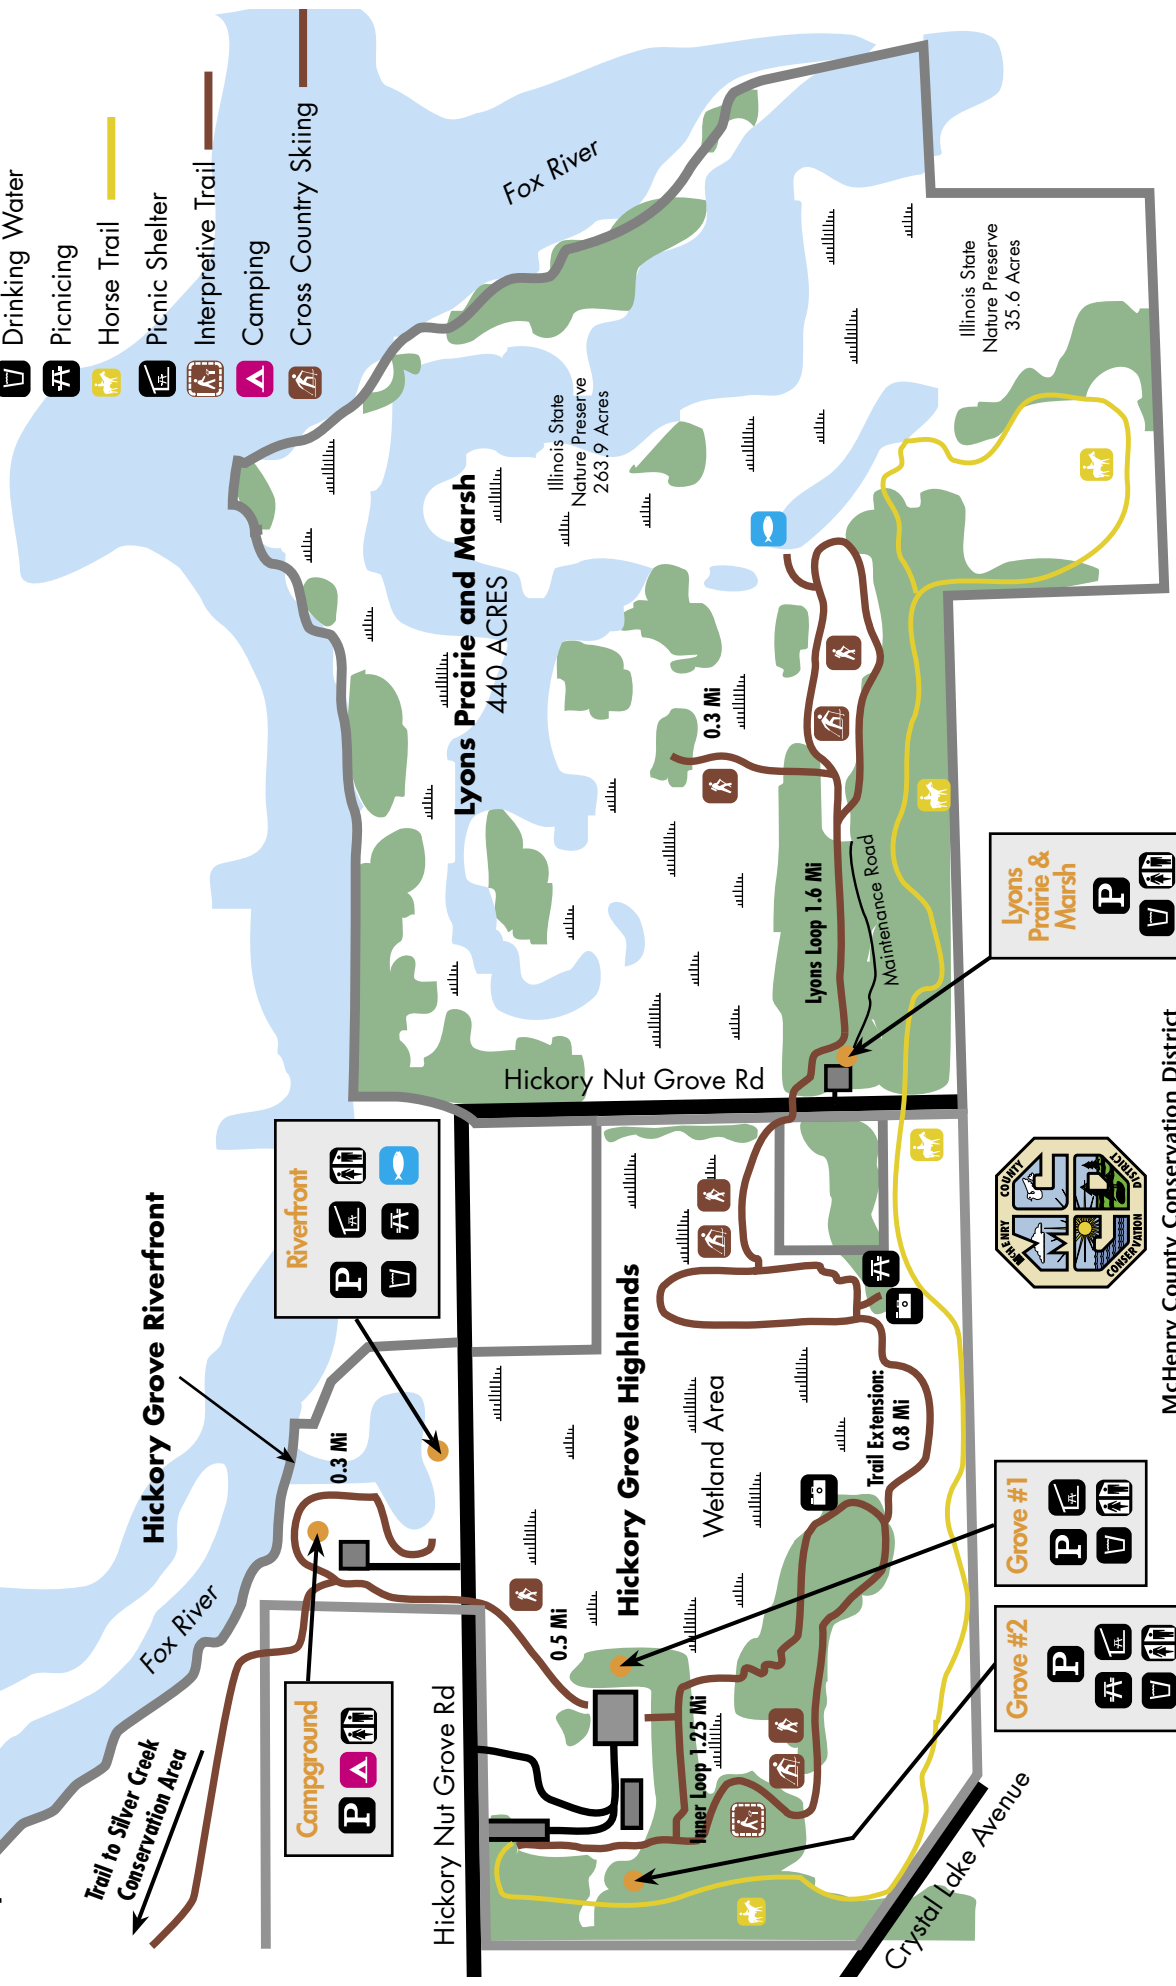 Drinking Water
Picnicing
Horse Trail
Picnic Shelter
Interpretive Trail
Camping
Cross Country Skiing
Fox River
Illinois State
Nature Preserve
263.9 Acres
Illinois State
Nature Preserve
35.6 Acres
Lyons Prairie and Marsh
440 ACRES
0.3 Mi
Lyons Loop 1.6 Mi
Maintenance Road
Lyons
Prairie &
Marsh
P
Hickory Nut Grove Rd
Hickory Grove Riverfront
Riverfront
P
0.3 Mi
Fox River
Trail to Silver Creek
Conservation Area
Campground
P
Hickory Nut Grove Rd
0.5 Mi
Hickory Grove Highlands
Wetland Area
Trail Extension:
0.8 Mi
Inner Loop 1.25 Mi
Grove #1
P
Grove #2
P
Crystal Lake Avenue
McHENRY COUNTY
MCCD
CONSERVATION DISTRICT
McHenry County Conservation District